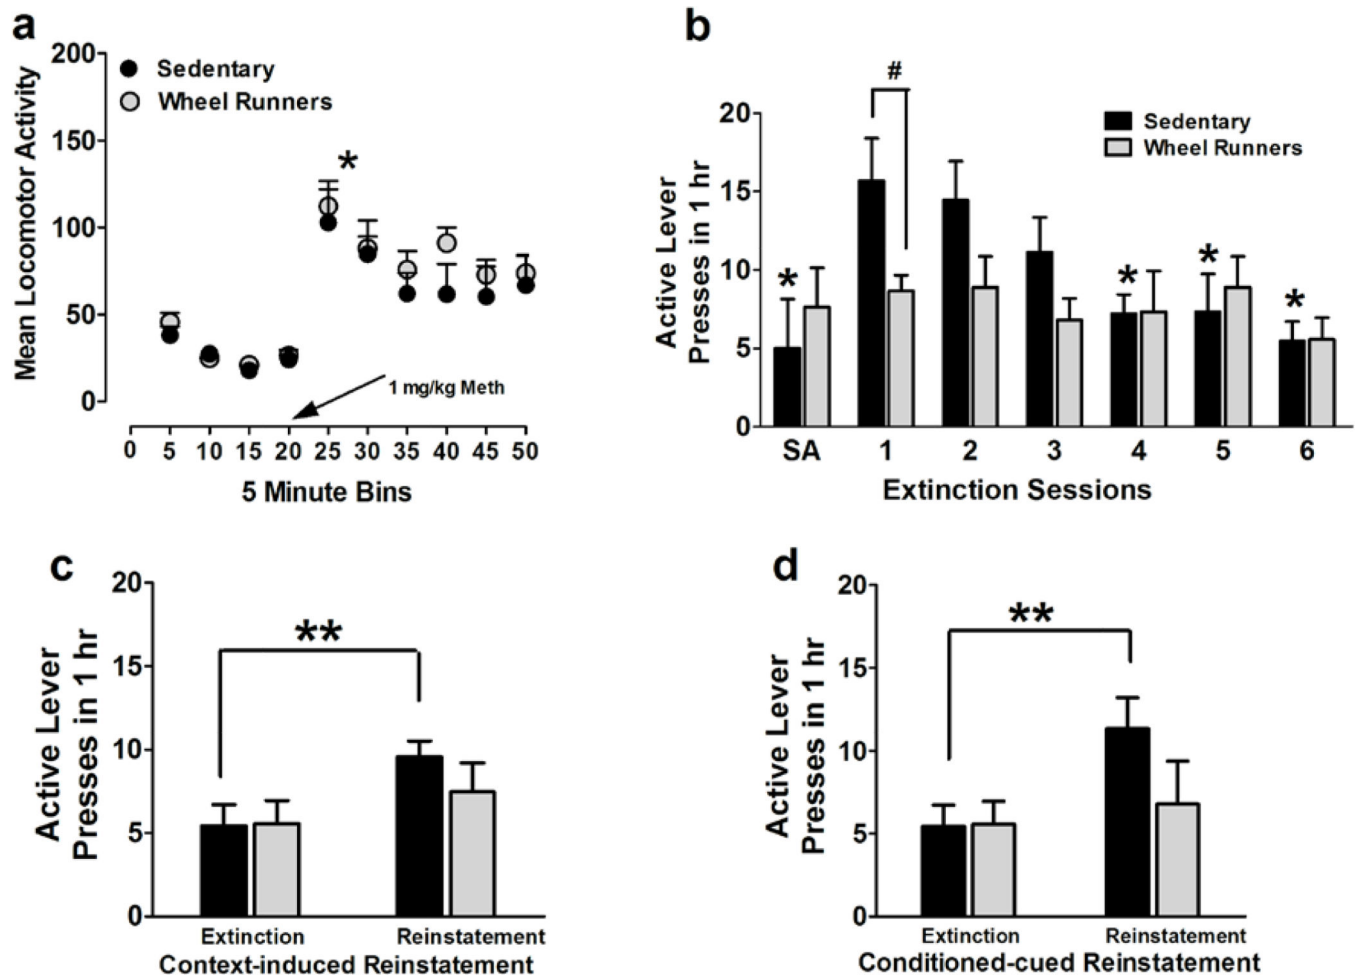 a
200
150
100
50
0
Mean Locomotor Activity
Sedentary
Wheel Runners
*
1 mg/kg Meth
0 5 10 15 20 25 30 35 40 45 50
5 Minute Bins
b
20
15
10
5
0
Active Lever
Presses in 1 hr
#
Sedentary
Wheel Runners
* * * *
SA 1 2 3 4 5 6
Extinction Sessions
c
20
15
10
5
0
Active Lever
Presses in 1 hr
**
Extinction Reinstatement
Context-induced Reinstatement
d
20
15
10
5
0
Active Lever
Presses in 1 hr
**
Extinction Reinstatement
Conditioned-cued Reinstatement